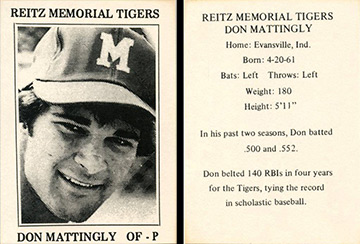 REITZ MEMORIAL TIGERS
M
DON MATTINGLY OF - P
REITZ MEMORIAL TIGERS
DON MATTINGLY
Home: Evansville, Ind.
Born: 4-20-61
Bats: Left Throws: Left
Weight: 180
Height: 5'11"
In his past two seasons, Don batted
.500 and .552.
Don belted 140 RBIs in four years
for the Tigers, tying the record
in scholastic baseball.